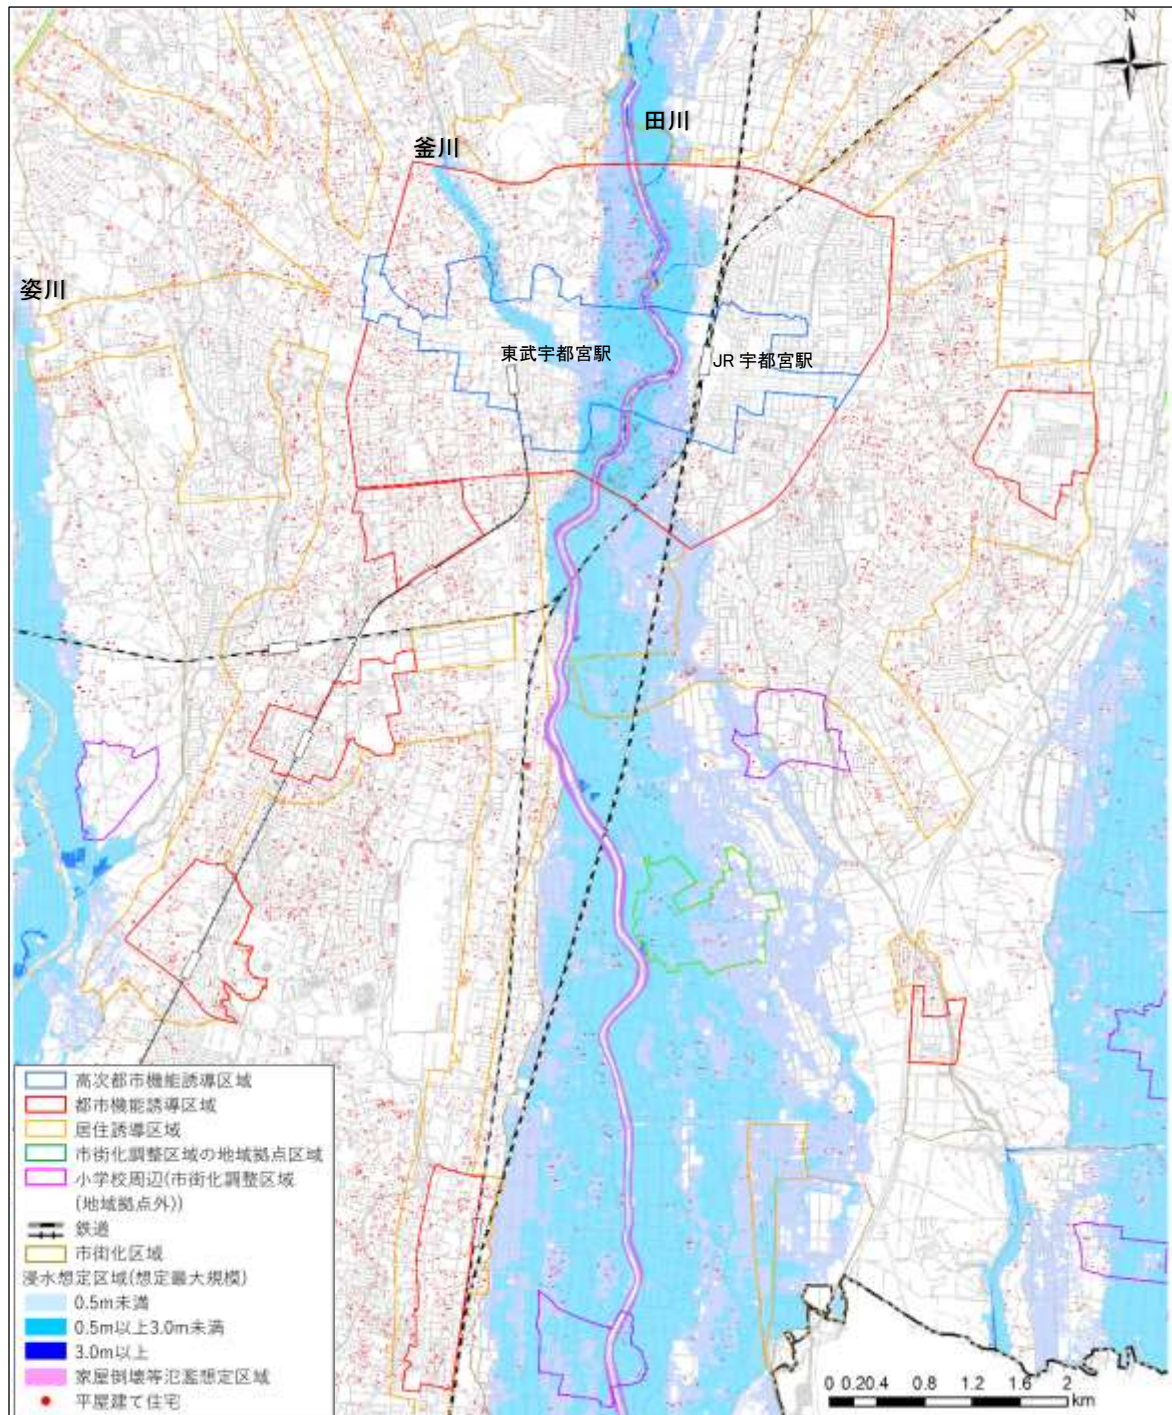 N
田川
釜川
姿川
東武宇都宮駅
JR 宇都宮駅
高次都市機能誘導区域
都市機能誘導区域
居住誘導区域
市街化調整区域の地域拠点区域
小学校周辺(市街化調整区域
(地域拠点外))
鉄道
市街化区域
浸水想定区域(想定最大規模)
0.5m未満
0.5m以上3.0m未満
3.0m以上
家屋倒壊等氾濫想定区域
平屋建て住宅
0 0.20.4 0.8 1.2 1.6 2
km